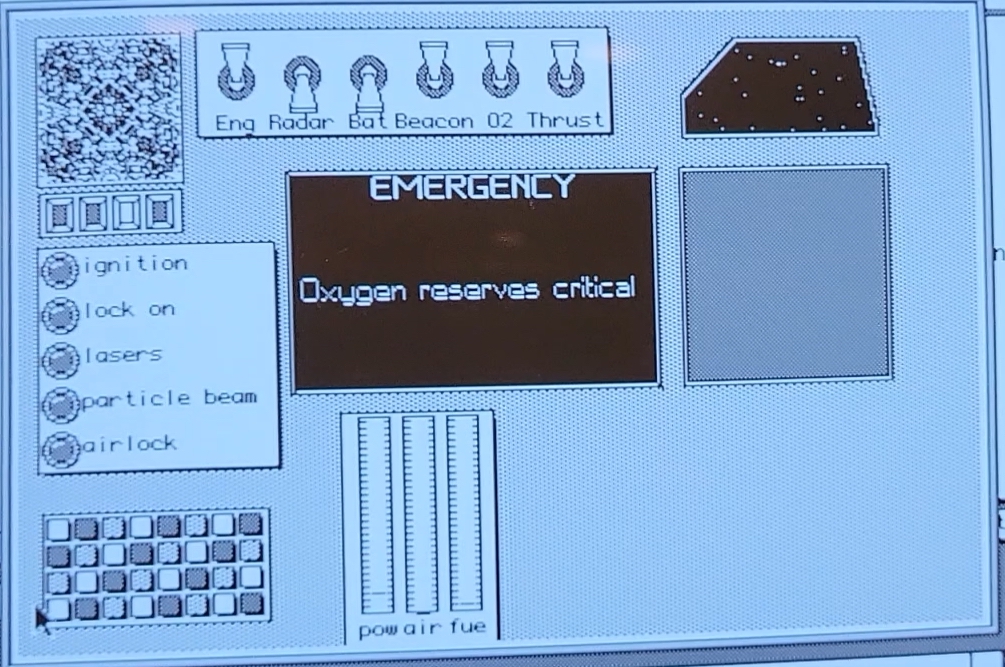 Eng Radar Bat Beacon O2 Thrust
EMERGENCY
Oxygen reserves critical
ignition
lock on
lasers
particle beam
airlock
pow air fue